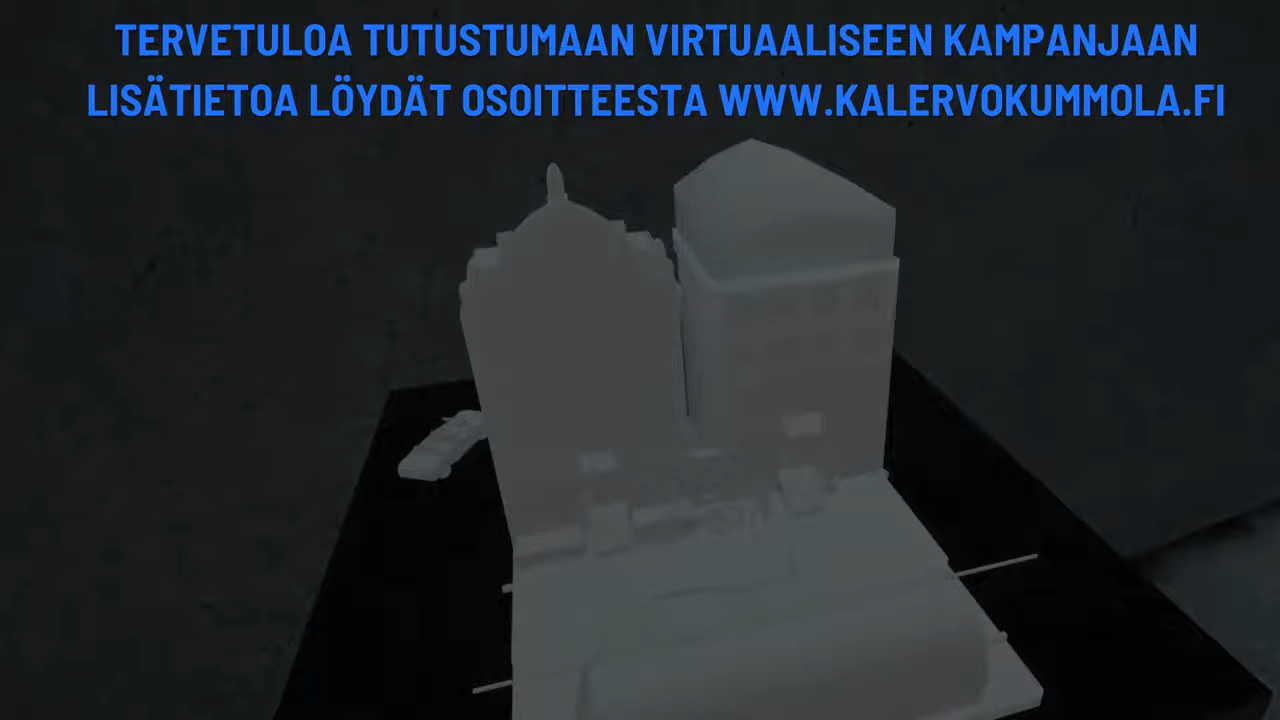 TERVETULOA TUTUSTUMAAN VIRTUAALISEEN KAMPANJAAN
LISÄTIETOA LÖYDÄT OSOITTEESTA WWW.KALERVOKUMMOLA.FI